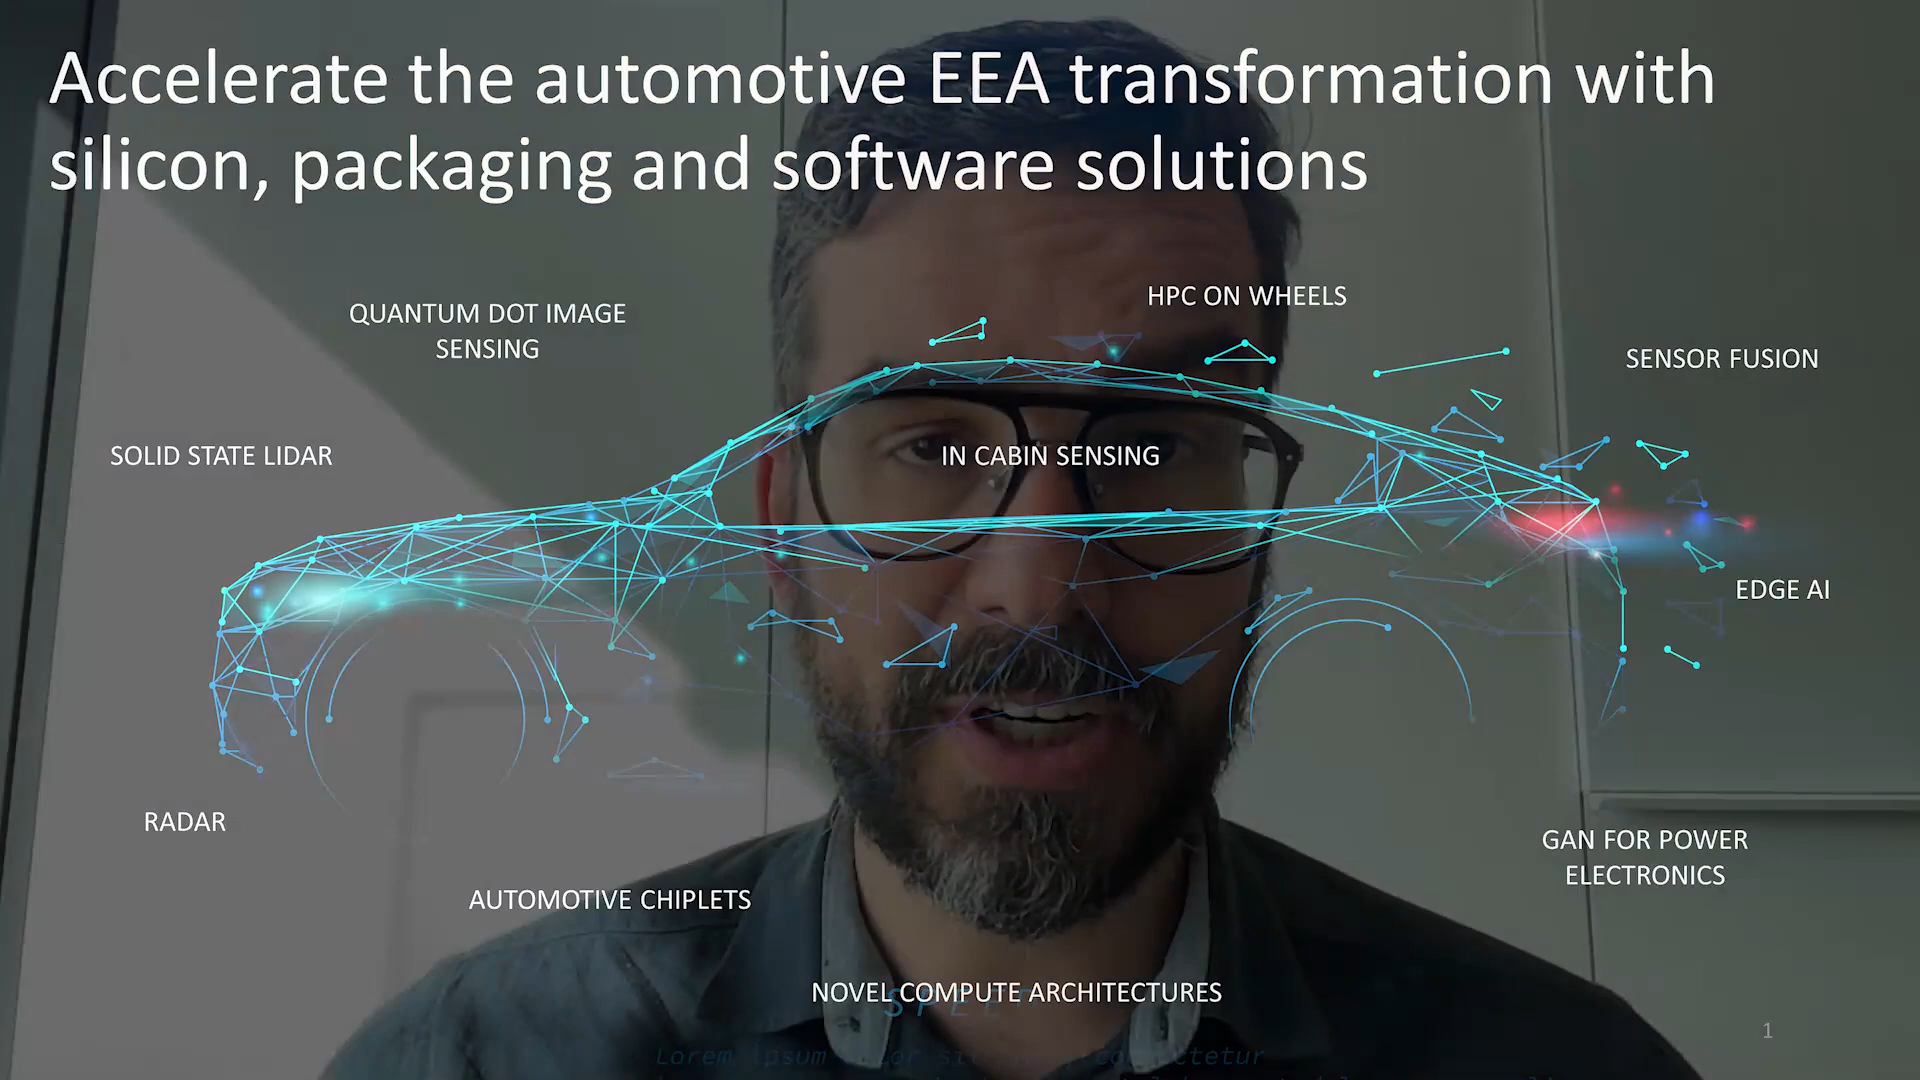 Accelerate the automotive EEA transformation with
silicon, packaging and software solutions
HPC ON WHEELS
QUANTUM DOT IMAGE
SENSING
SENSOR FUSION
SOLID STATE LIDAR
IN CABIN SENSING
EDGE AI
RADAR
GAN FOR POWER
ELECTRONICS
AUTOMOTIVE CHIPLETS
NOVEL COMPUTE ARCHITECTURES
1
Lorem ipsum